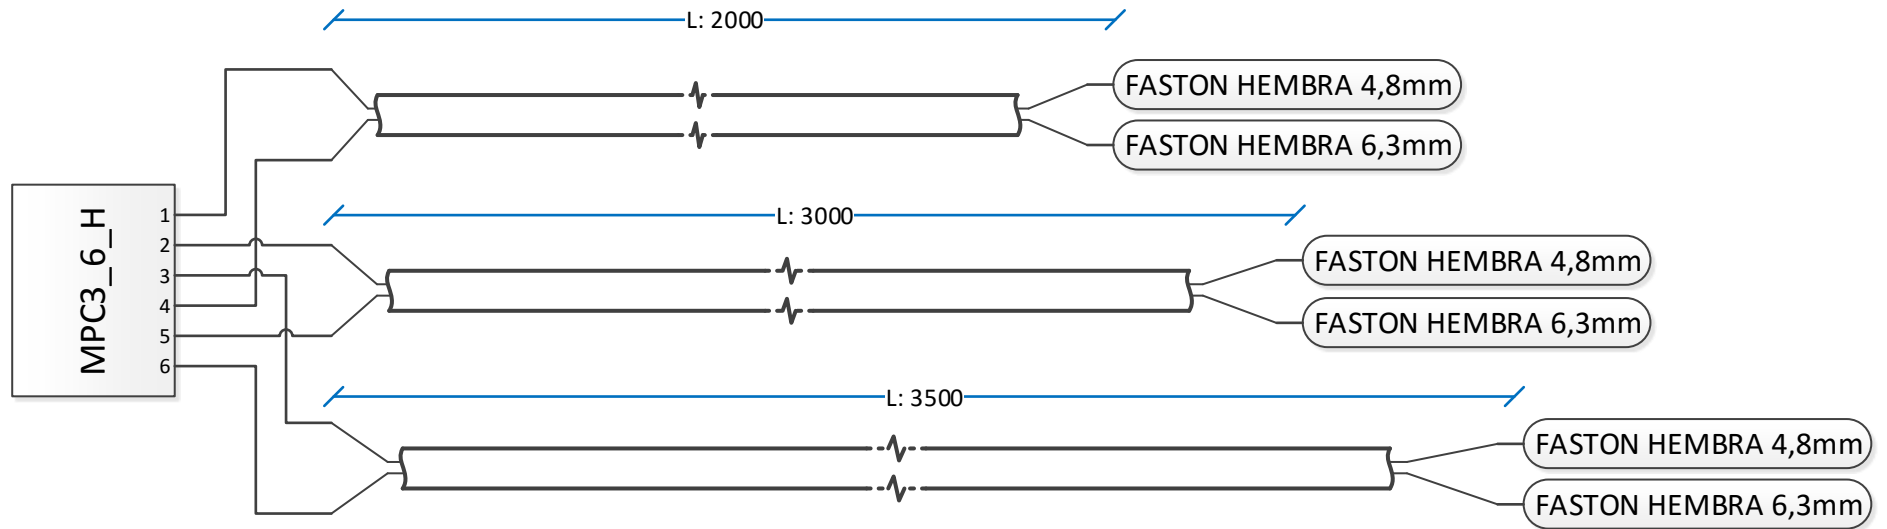 L: 2000
FASTON HEMBRA 4,8mm
FASTON HEMBRA 6,3mm
MPC3_6_H
1
2
3
4
5
6
L: 3000
FASTON HEMBRA 4,8mm
FASTON HEMBRA 6,3mm
L: 3500
FASTON HEMBRA 4,8mm
FASTON HEMBRA 6,3mm